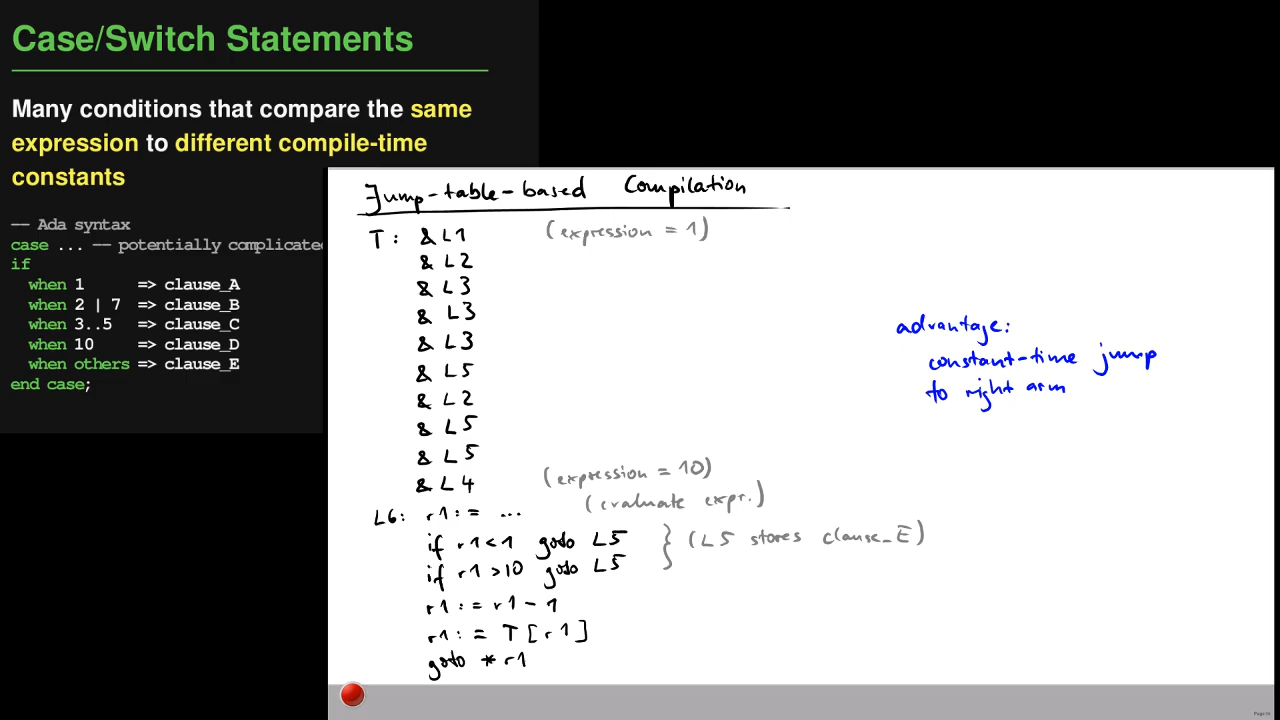 Case/Switch Statements
Many conditions that compare the same
expression to different compile-time
constants
-- Ada syntax
case ... -- potentially complicated
if
when 1 => clause_A
when 2 | 7 => clause_B
when 3..5 => clause_C
when 10 => clause_D
when others => clause_E
end case;
Jump-table-based Compilation
T: & L1 (expression = 1)
& L2
& L3
& L3
& L3
& L5
& L2
& L5
& L5
& L4 (expression = 10)
L6: r1 := ... (evaluate expr.)
if r1 < 1 goto L5 } (L5 stores clause_E)
if r1 > 10 goto L5
r1 := r1 - 1
r1 := T[r1]
goto *r1
advantage:
constant-time jump
to right arm